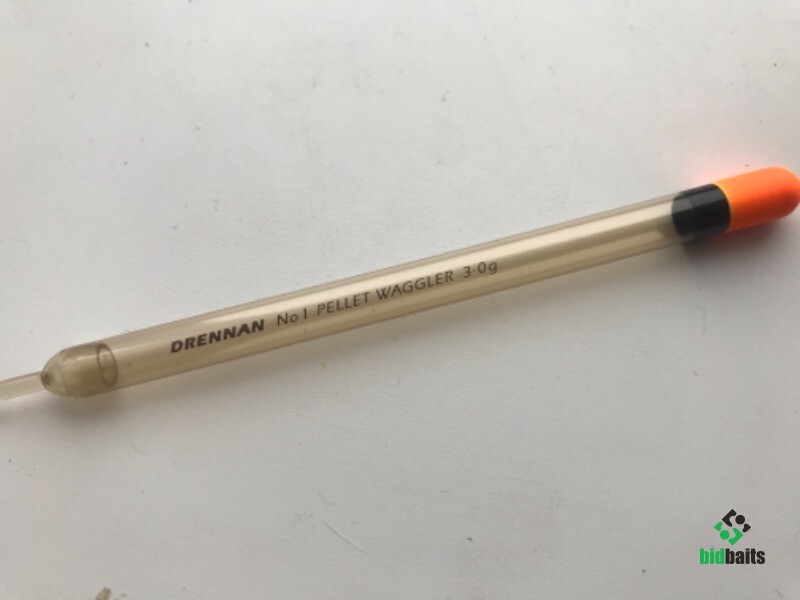 DRENNAN No1 PELLET WAGGLER 3·0g
bidbaits